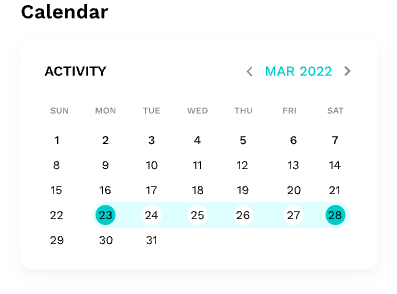 Calendar
ACTIVITY < MAR 2022 >
SUN MON TUE WED THU FRI SAT
1 2 3 4 5 6 7
8 9 10 11 12 13 14
15 16 17 18 19 20 21
22 23 24 25 26 27 28
29 30 31